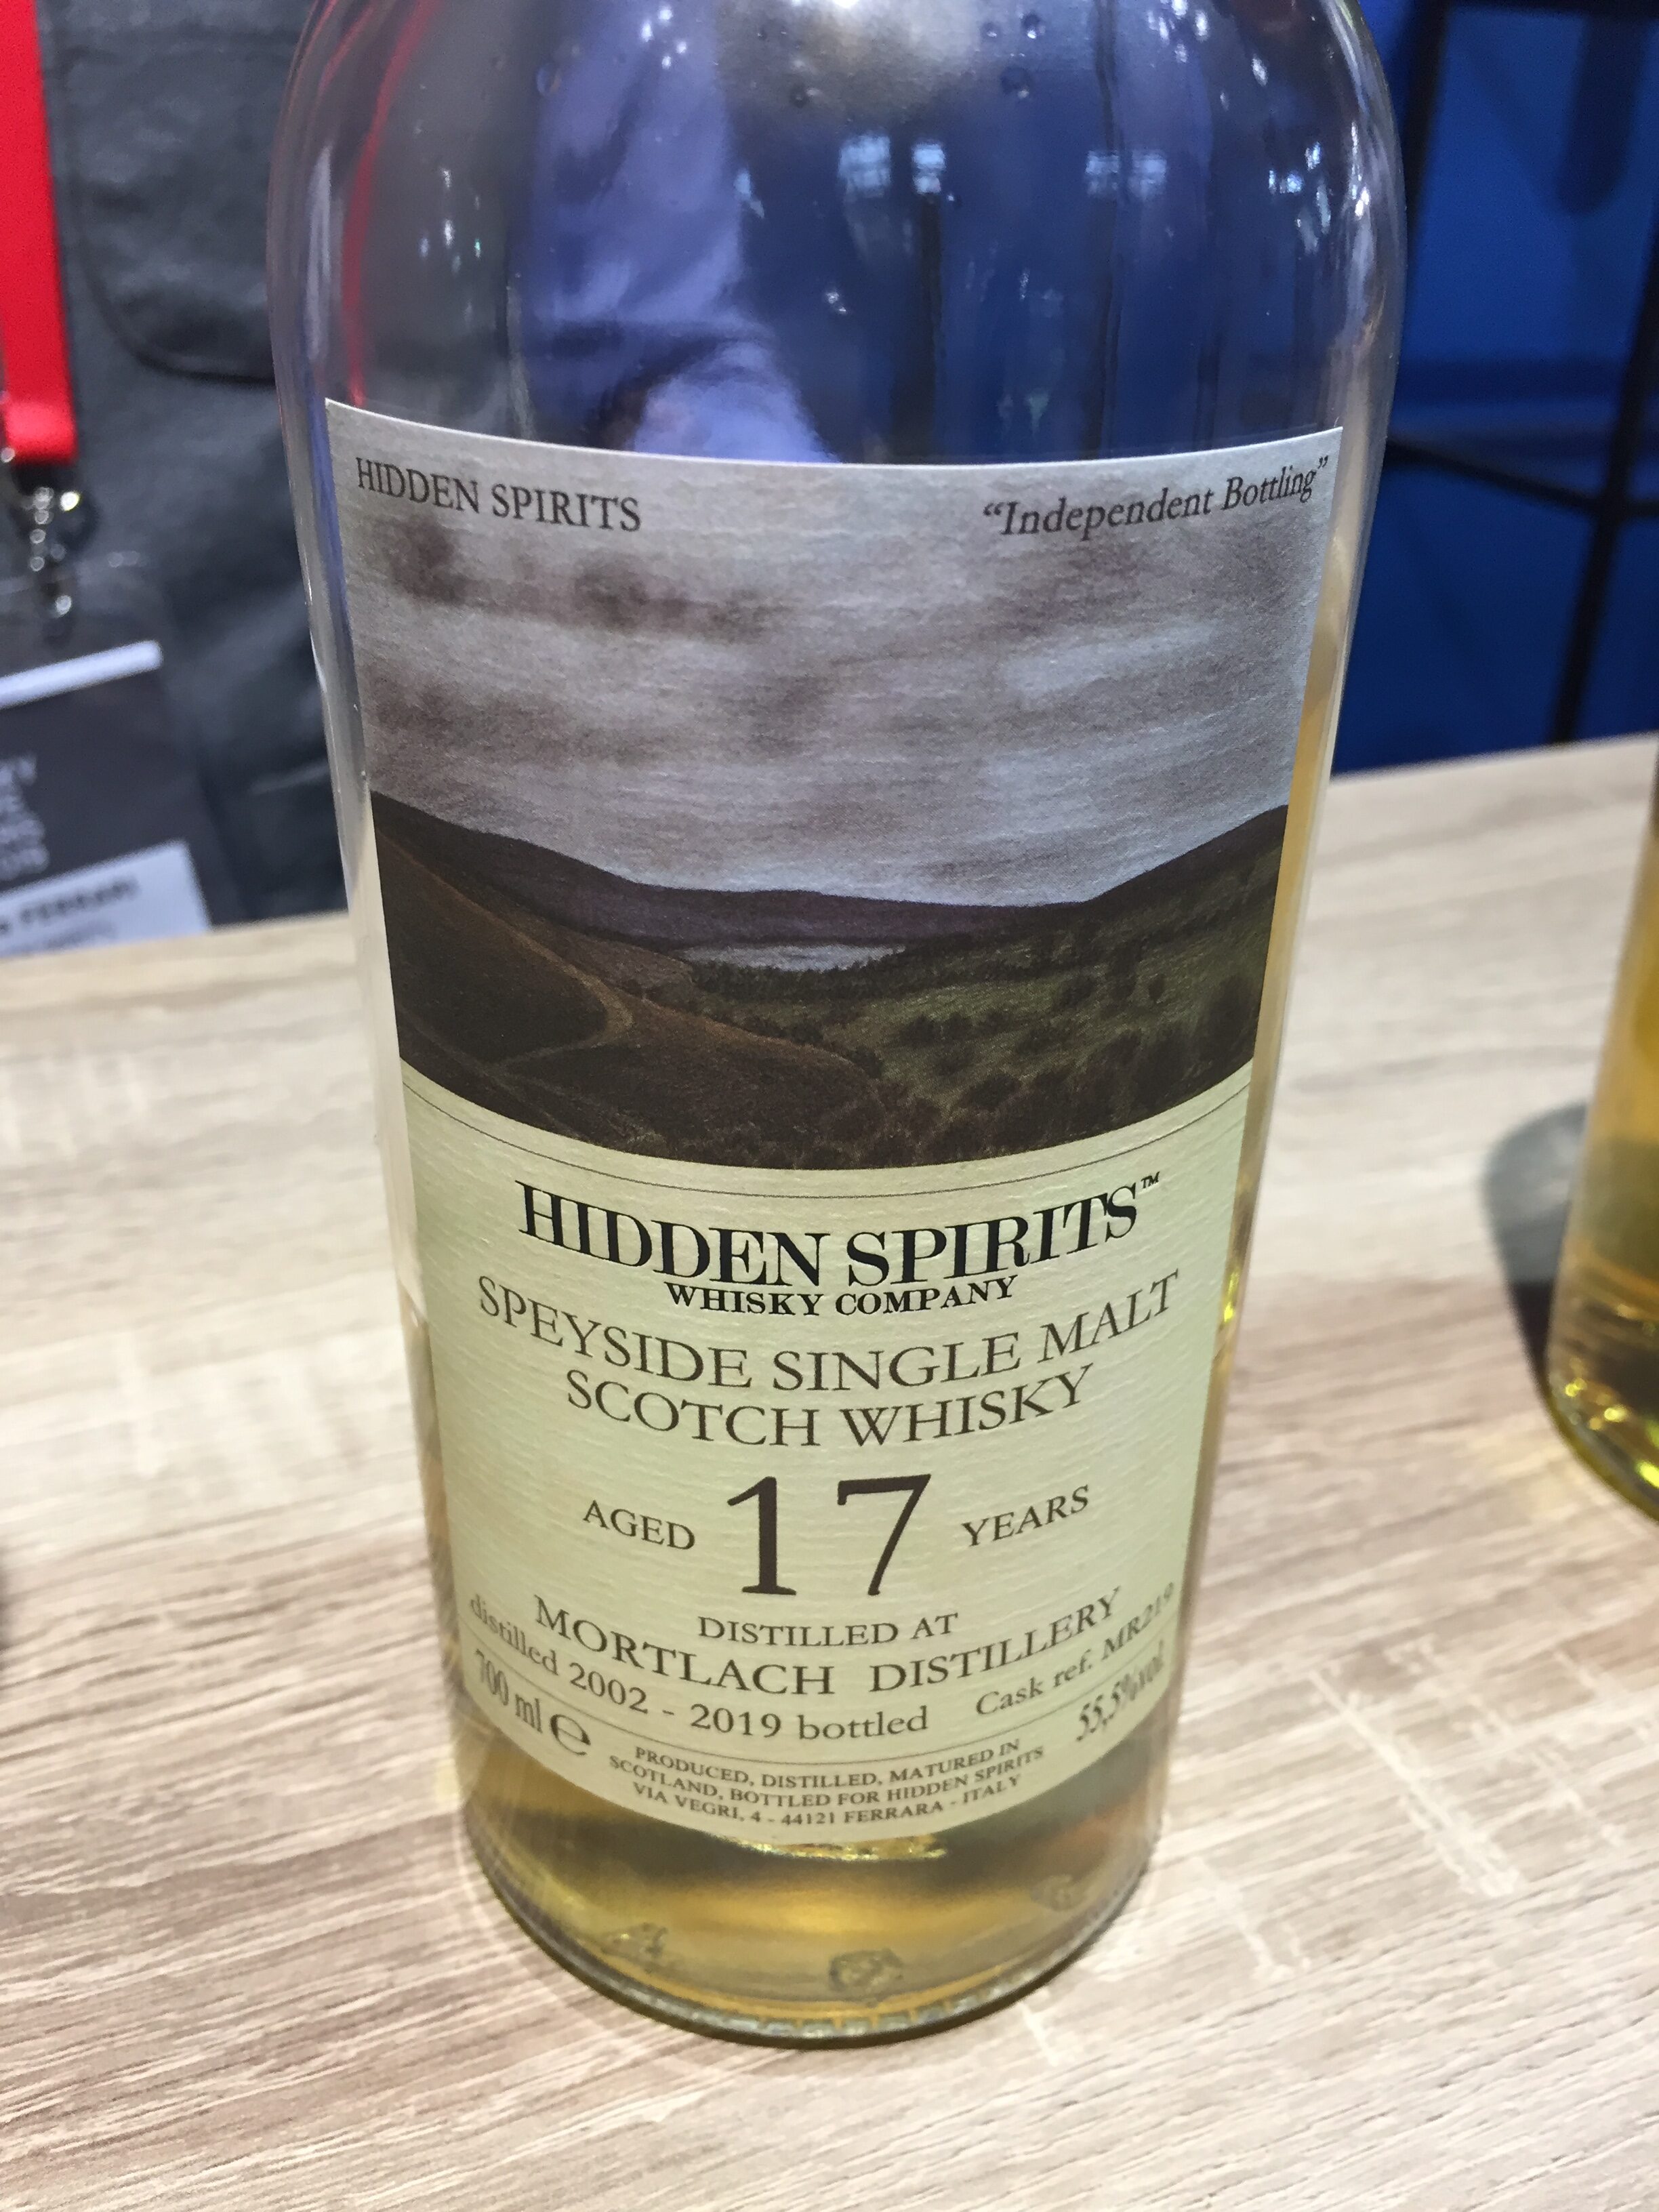 HIDDEN SPIRITS
"Independent Bottling"
HIDDEN SPIRITS™
WHISKY COMPANY
SPEYSIDE SINGLE MALT
SCOTCH WHISKY
AGED 17 YEARS
DISTILLED AT
MORTLACH DISTILLERY
distilled 2002 - 2019 bottled Cask ref. MR219
700 ml e 55,5%vol
PRODUCED, DISTILLED, MATURED IN
SCOTLAND, BOTTLED FOR HIDDEN SPIRITS
VIA VEGRI, 4 - 44121 FERRARA - ITALY
FERRARI